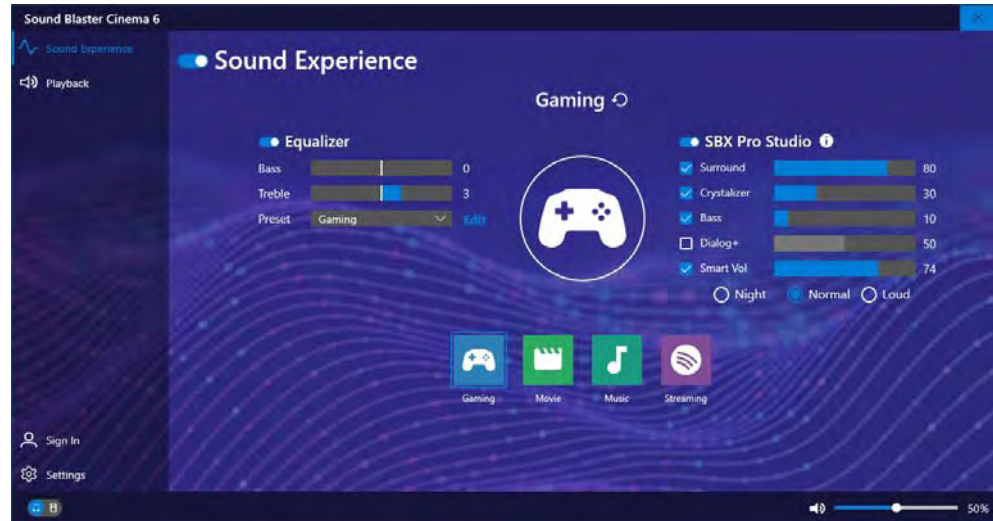 Sound Blaster Cinema 6
Sound Experience
Playback
Sound Experience
Gaming
Equalizer
Bass 0
Treble 3
Preset Gaming Edit
SBX Pro Studio
Surround 80
Crystalizer 30
Bass 10
Dialog+ 50
Smart Vol 74
Night Normal Loud
Gaming Movie Music Streaming
Sign In
Settings
50%